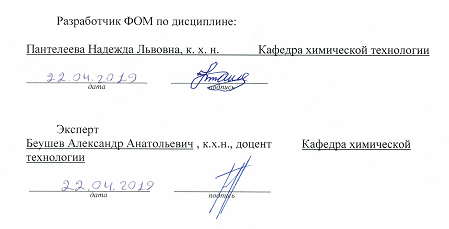 Разработчик ФОМ по дисциплине:
Пантелеева Надежда Львовна, к. х. н. Кафедра химической технологии
22.04.2019
дата подпись
Эксперт
Беушев Александр Анатольевич , к.х.н., доцент Кафедра химической
технологии
22.04.2019
дата подпись